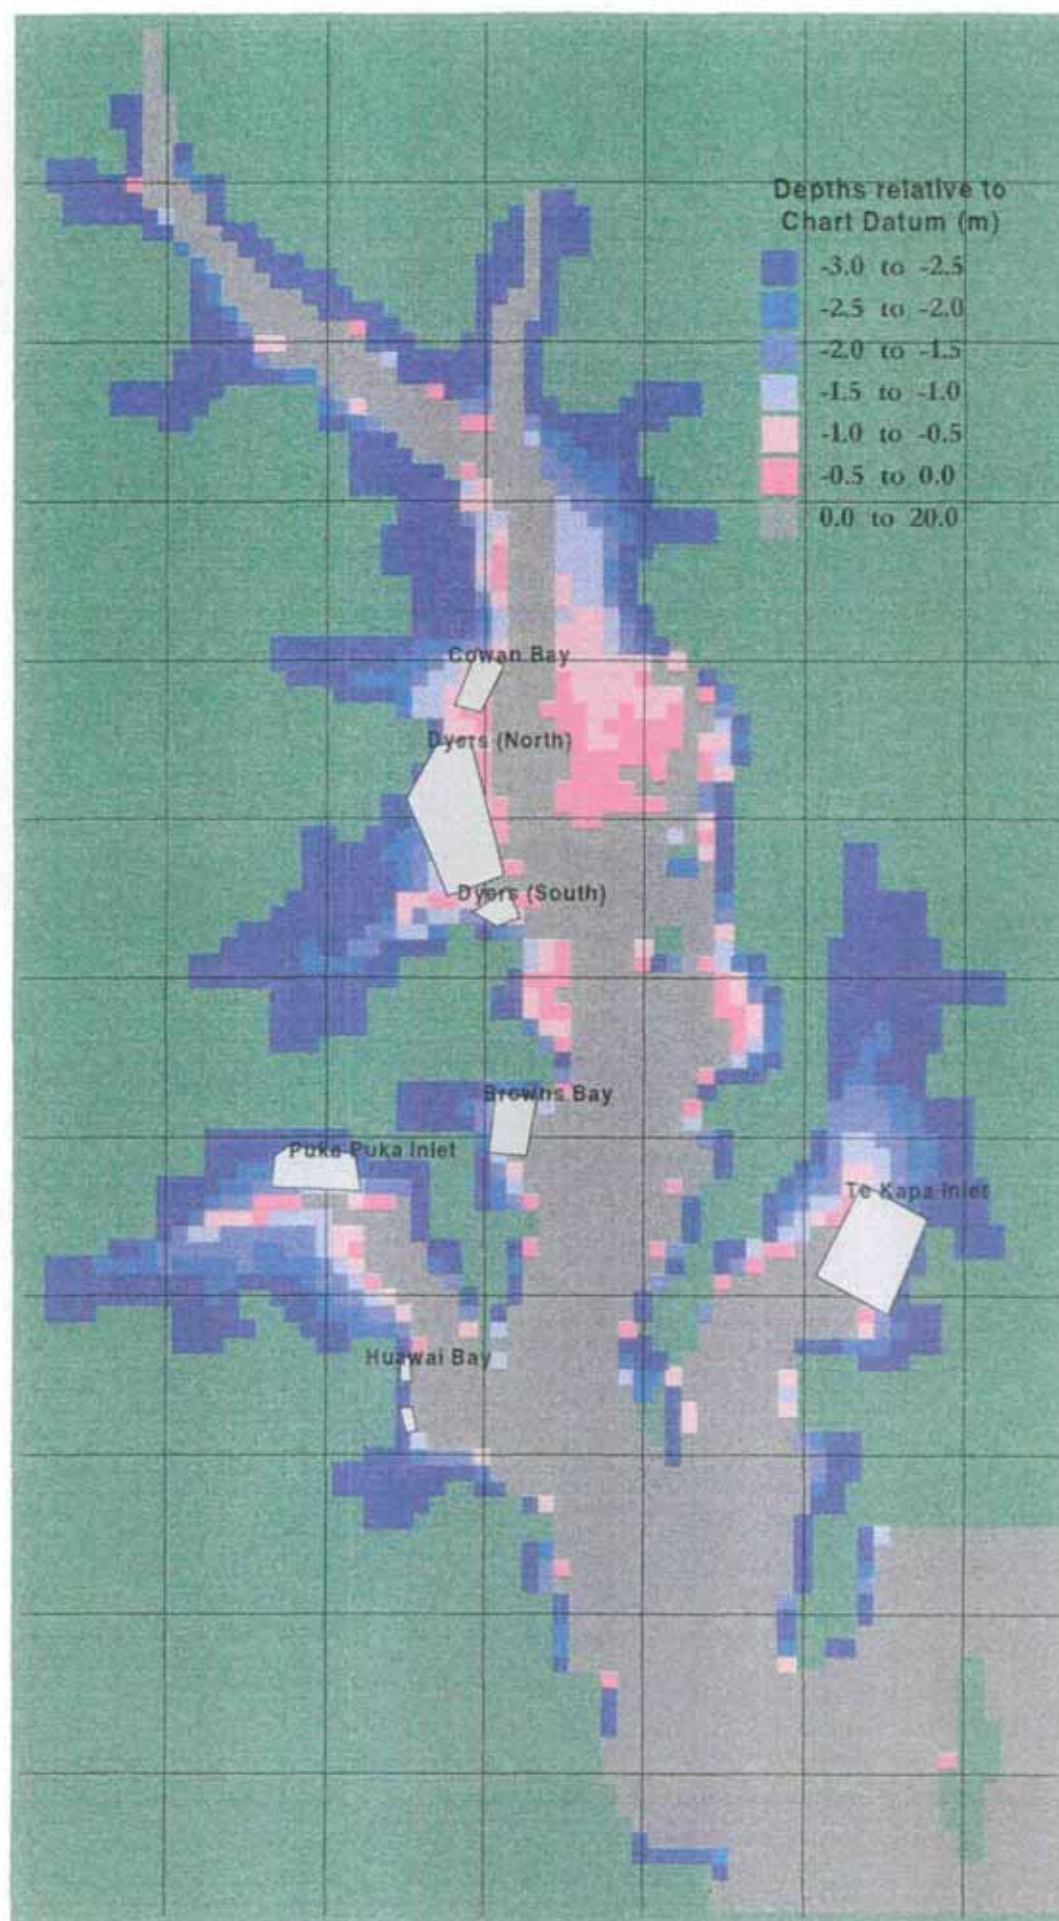 Depths relative to
Chart Datum (m)
-3.0 to -2.5
-2.5 to -2.0
-2.0 to -1.5
-1.5 to -1.0
-1.0 to -0.5
-0.5 to 0.0
0.0 to 20.0
Cowan Bay
Dyers (North)
Dyers (South)
Browns Bay
Puka Puka Inlet
Te Kapa Inlet
Huawai Bay